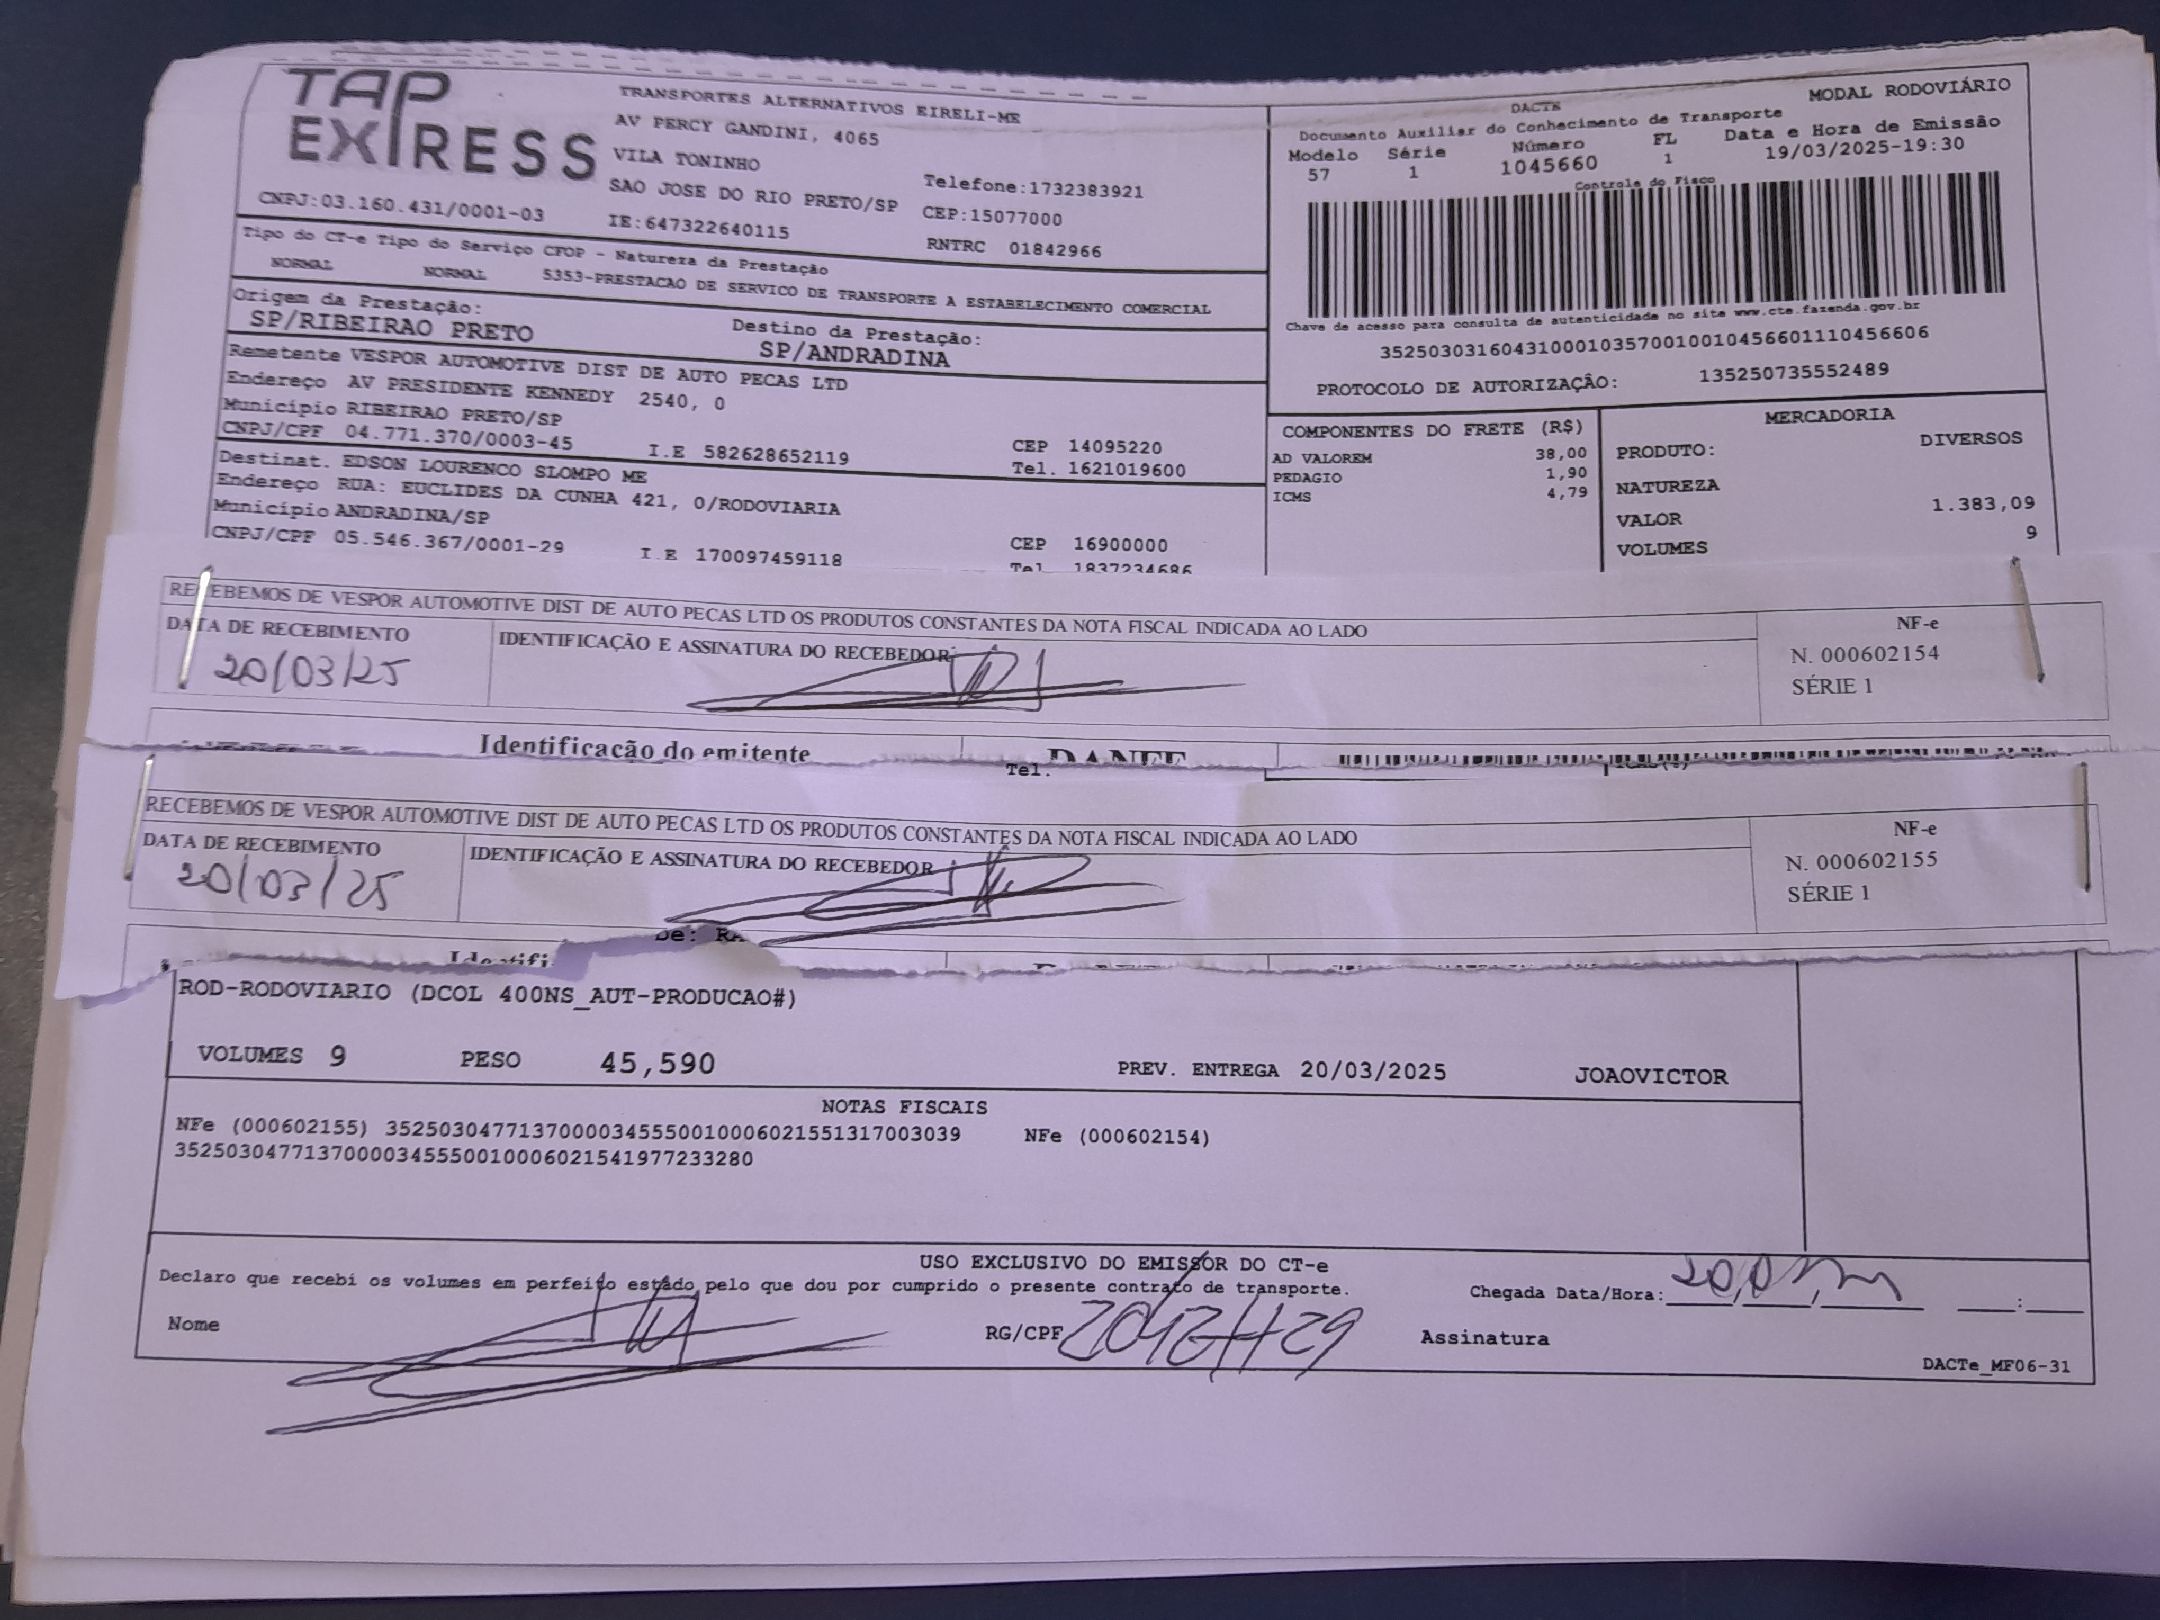 TAP EXPRESS
TRANSPORTES ALTERNATIVOS EIRELI-ME
AV PERCY GANDINI, 4065
VILA TONINHO
SAO JOSE DO RIO PRETO/SP
Telefone:1732383921
CEP:15077000
CNPJ:03.160.431/0001-03 IE:647322640115 RNTRC 01842966
Tipo do CT-e Tipo do Serviço CFOP - Natureza da Prestação
NORMAL NORMAL 5353-PRESTACAO DE SERVICO DE TRANSPORTE A ESTABELECIMENTO COMERCIAL
Origem da Prestação: Destino da Prestação:
SP/RIBEIRAO PRETO SP/ANDRADINA
Remetente VESPOR AUTOMOTIVE DIST DE AUTO PECAS LTD
Endereço AV PRESIDENTE KENNEDY 2540, 0
Município RIBEIRAO PRETO/SP CEP 14095220
CNPJ/CPF 04.771.370/0003-45 I.E 582628652119 Tel. 1621019600
Destinat. EDSON LOURENCO SLOMPO ME
Endereço RUA: EUCLIDES DA CUNHA 421, 0/RODOVIARIA
Município ANDRADINA/SP CEP 16900000
CNPJ/CPF 05.546.367/0001-29 I.E 170097459118 Tel 1837234686
DACTE MODAL RODOVIÁRIO
Documento Auxiliar do Conhecimento de Transporte
Modelo Série Número FL Data e Hora de Emissão
57 1 1045660 1 19/03/2025-19:30
Controle do Fisco
Chave de acesso para consulta de autenticidade no site www.cte.fazenda.gov.br
35250303160431000103570010010456601110456606
PROTOCOLO DE AUTORIZAÇÃO: 135250735552489
COMPONENTES DO FRETE (R$)
AD VALOREM 38,00
PEDAGIO 1,90
ICMS 4,79
MERCADORIA
PRODUTO: DIVERSOS
NATUREZA
VALOR 1.383,09
VOLUMES 9
RECEBEMOS DE VESPOR AUTOMOTIVE DIST DE AUTO PECAS LTD OS PRODUTOS CONSTANTES DA NOTA FISCAL INDICADA AO LADO
DATA DE RECEBIMENTO IDENTIFICAÇÃO E ASSINATURA DO RECEBEDOR
20/03/25
NF-e
N. 000602154
SÉRIE 1
Identificação do emitente DANFE
Tel.
RECEBEMOS DE VESPOR AUTOMOTIVE DIST DE AUTO PECAS LTD OS PRODUTOS CONSTANTES DA NOTA FISCAL INDICADA AO LADO
DATA DE RECEBIMENTO IDENTIFICAÇÃO E ASSINATURA DO RECEBEDOR
20/03/25
NF-e
N. 000602155
SÉRIE 1
ROD-RODOVIARIO (DCOL 400NS_AUT-PRODUCAO#)
VOLUMES 9 PESO 45,590 PREV. ENTREGA 20/03/2025 JOAOVICTOR
NOTAS FISCAIS
NFe (000602155) 35250304771370000345550010006021551317003039 NFe (000602154)
35250304771370000345550010006021541977233280
USO EXCLUSIVO DO EMISSOR DO CT-e
Declaro que recebi os volumes em perfeito estado pelo que dou por cumprido o presente contrato de transporte.
Chegada Data/Hora:
Nome RG/CPF Assinatura
DACTe_MF06-31